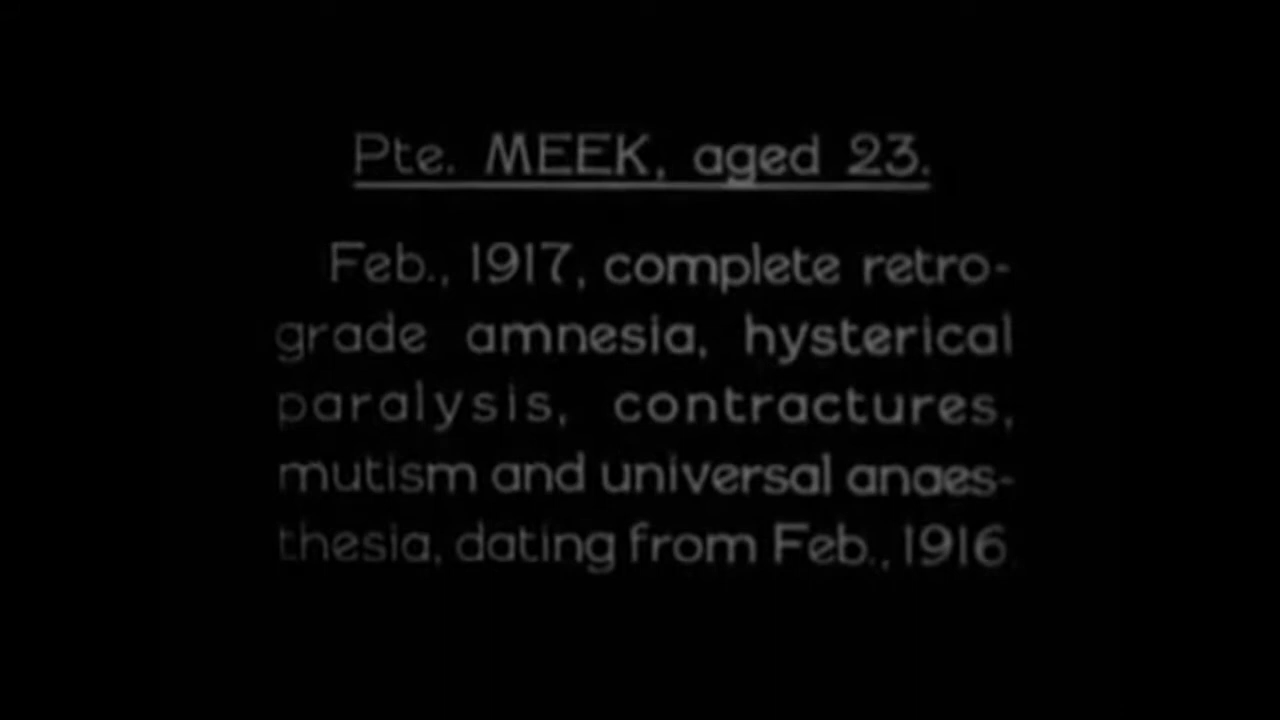 Pte. MEEK, aged 23.
Feb., 1917, complete retro-
grade amnesia, hysterical
paralysis, contractures,
mutism and universal anaes-
thesia, dating from Feb., 1916.